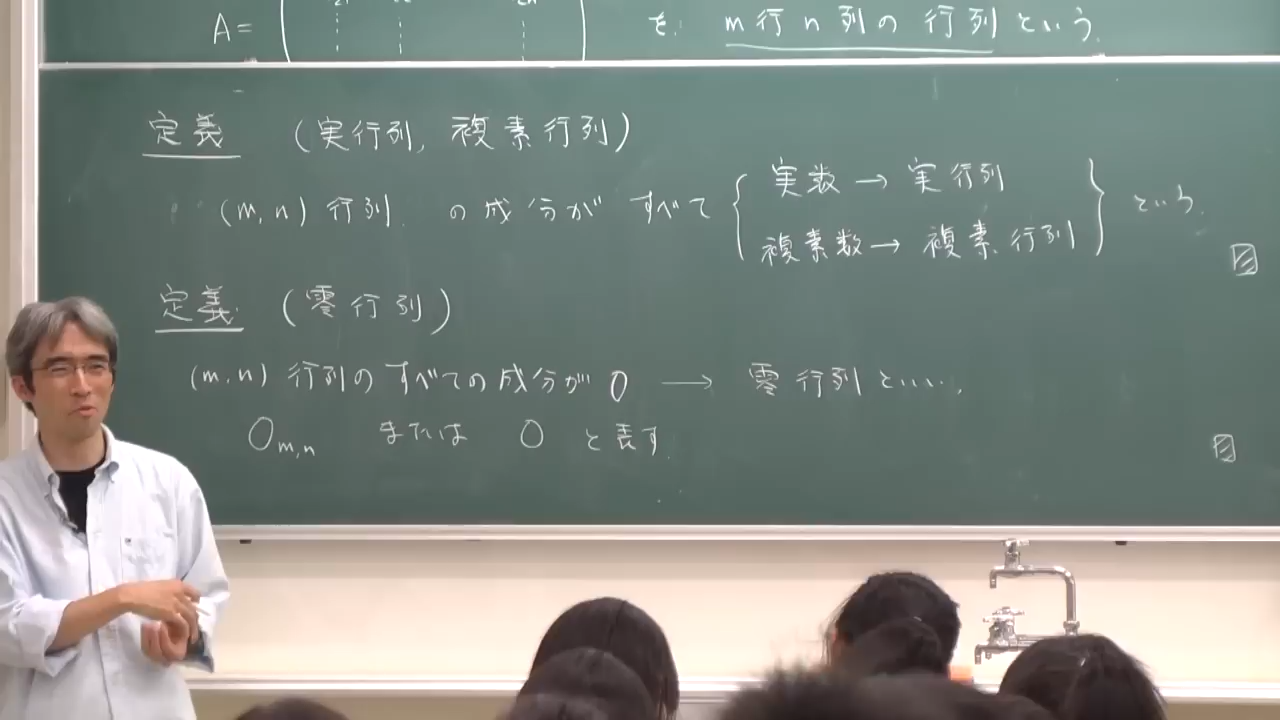 A= を m行n列の行列という.
定義 (実行列, 複素行列)
(m,n) 行列 の成分がすべて { 実数 → 実行列
複素数 → 複素行列 } という.
定義 (零行列)
(m,n) 行列のすべての成分が 0 → 零行列といい,
O m,n または O と表す.